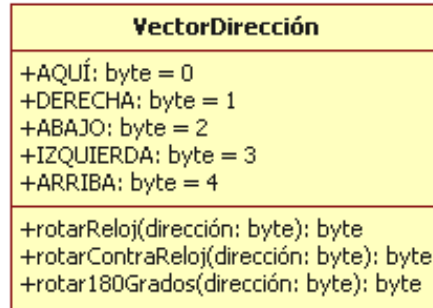 VectorDirección
+AQUÍ: byte = 0
+DERECHA: byte = 1
+ABAJO: byte = 2
+IZQUIERDA: byte = 3
+ARRIBA: byte = 4
+rotarReloj(dirección: byte): byte
+rotarContraReloj(dirección: byte): byte
+rotar180Grados(dirección: byte): byte